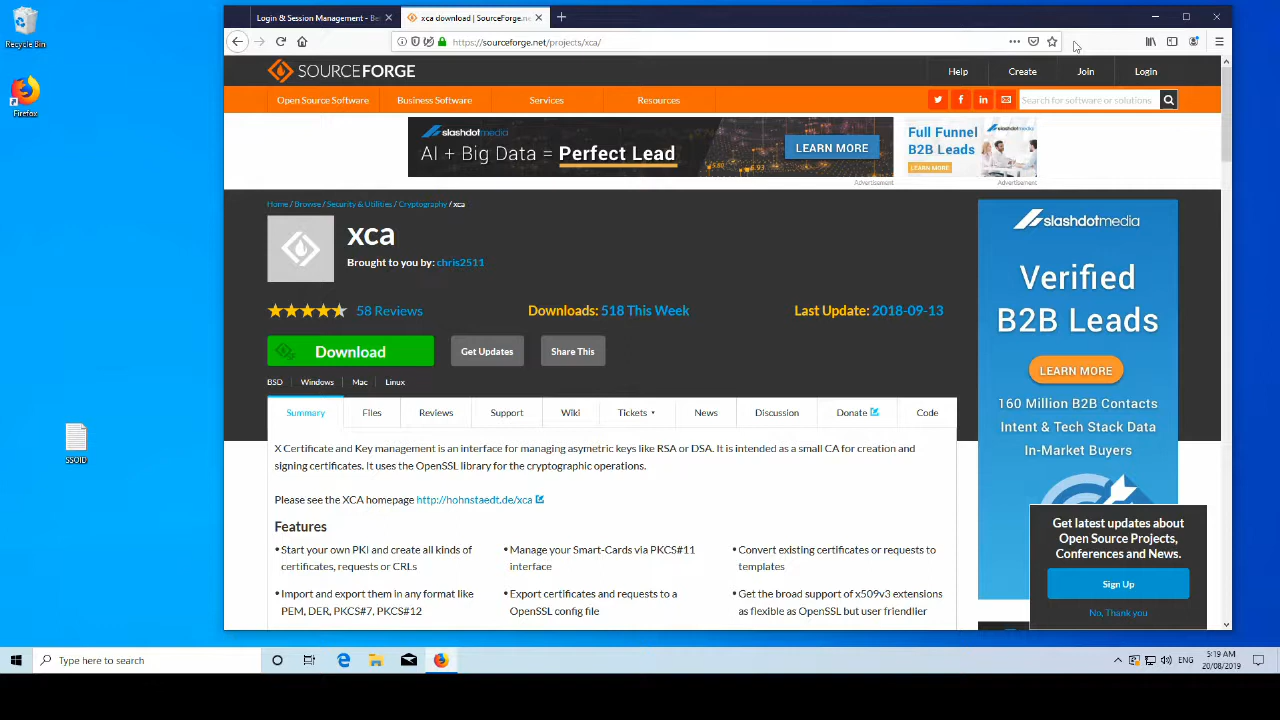 Recycle Bin
Firefox
SSOID
Login & Session Management - Be
xca download | SourceForge.ne
https://sourceforge.net/projects/xca/
SOURCEFORGE
Help
Create
Join
Login
Open Source Software
Business Software
Services
Resources
Search for software or solutions
slashdotmedia
AI + Big Data = Perfect Lead
LEARN MORE
Advertisement
Full Funnel
B2B Leads
slashdotmedia
LEARN MORE
Advertisement
Home / Browse / Security & Utilities / Cryptography / xca
xca
Brought to you by: chris2511
58 Reviews
Downloads: 518 This Week
Last Update: 2018-09-13
Download
Get Updates
Share This
BSD
Windows
Mac
Linux
Summary
Files
Reviews
Support
Wiki
Tickets
News
Discussion
Donate
Code
X Certificate and Key management is an interface for managing asymetric keys like RSA or DSA. It is intended as a small CA for creation and
signing certificates. It uses the OpenSSL library for the cryptographic operations.
Please see the XCA homepage http://hohnstaedt.de/xca
Features
• Start your own PKI and create all kinds of
certificates, requests or CRLs
• Manage your Smart-Cards via PKCS#11
interface
• Convert existing certificates or requests to
templates
• Import and export them in any format like
PEM, DER, PKCS#7, PKCS#12
• Export certificates and requests to a
OpenSSL config file
• Get the broad support of x509v3 extensions
as flexible as OpenSSL but user friendlier
slashdotmedia
Verified
B2B Leads
LEARN MORE
160 Million B2B Contacts
Intent & Tech Stack Data
In-Market Buyers
Get latest updates about
Open Source Projects,
Conferences and News.
Sign Up
No, Thank you
Type here to search
ENG
5:19 AM
20/08/2019